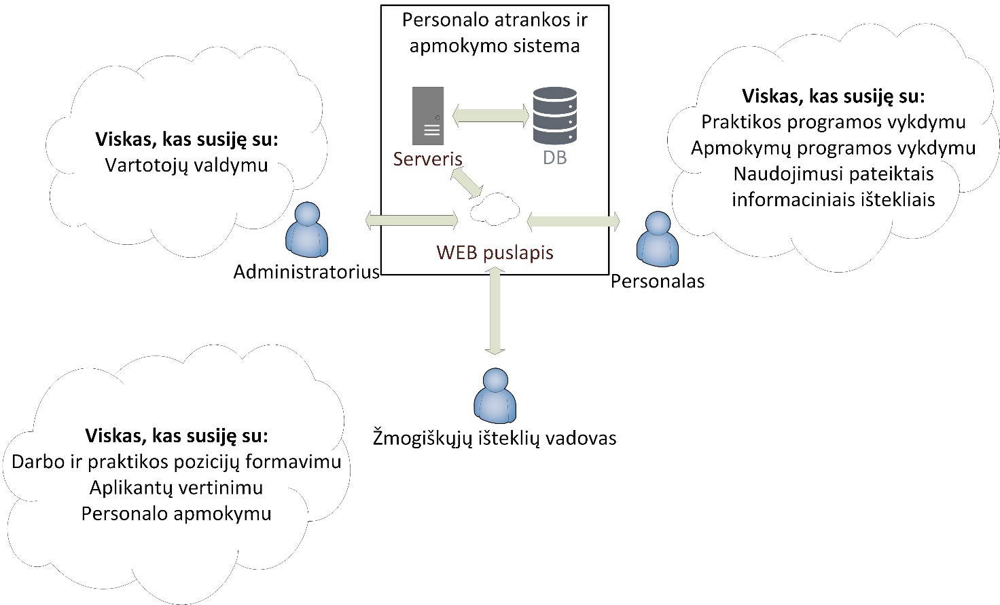 Personalo atrankos ir
apmokymo sistema
Serveris
DB
WEB puslapis
Viskas, kas susiję su:
Vartotojų valdymu
Administratorius
Viskas, kas susiję su:
Praktikos programos vykdymu
Apmokymų programos vykdymu
Naudojimusi pateiktais
informaciniais ištekliais
Personalas
Žmogiškųjų išteklių vadovas
Viskas, kas susiję su:
Darbo ir praktikos pozicijų formavimu
Aplikantų vertinimu
Personalo apmokymu